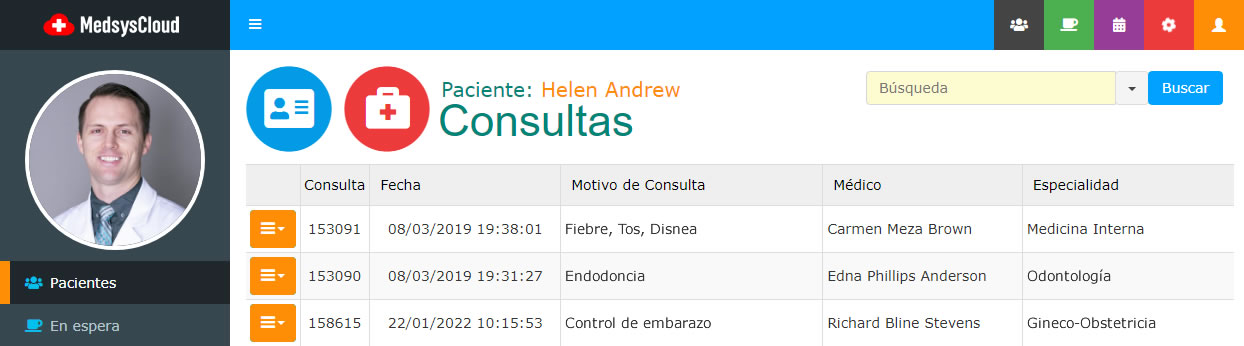 MedsysCloud
Paciente: Helen Andrew
Consultas
Búsqueda
Buscar
Consulta Fecha Motivo de Consulta Médico Especialidad
153091 08/03/2019 19:38:01 Fiebre, Tos, Disnea Carmen Meza Brown Medicina Interna
153090 08/03/2019 19:31:27 Endodoncia Edna Phillips Anderson Odontología
158615 22/01/2022 10:15:53 Control de embarazo Richard Bline Stevens Gineco-Obstetricia
Pacientes
En espera